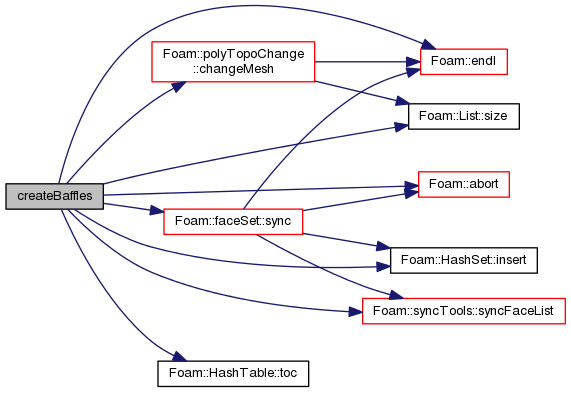 Foam::polyTopoChange
::changeMesh
Foam::endl
Foam::List::size
createBaffles
Foam::abort
Foam::faceSet::sync
Foam::HashSet::insert
Foam::syncTools::syncFaceList
Foam::HashTable::toc